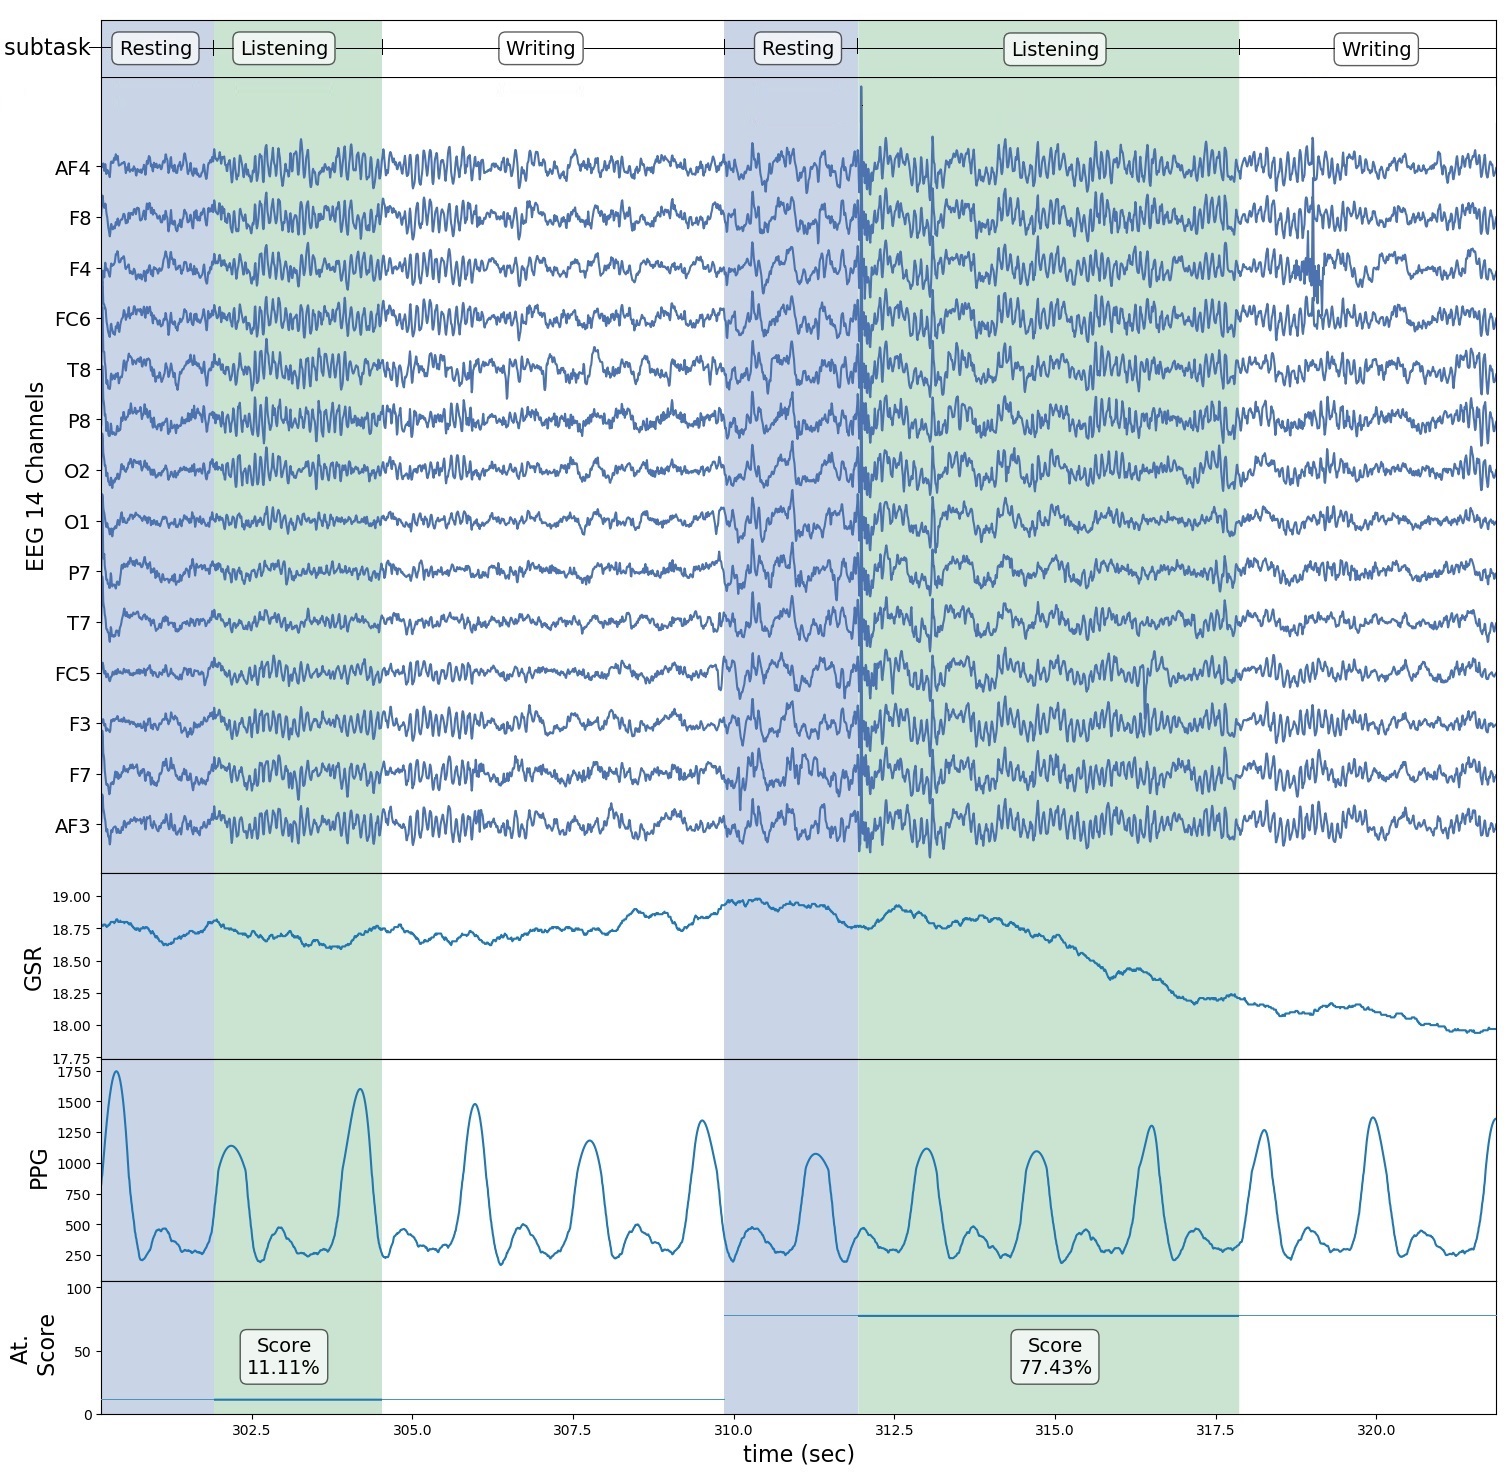 subtask Resting Listening Writing Resting Listening Writing
EEG 14 Channels
AF4
F8
F4
FC6
T8
P8
O2
O1
P7
T7
FC5
F3
F7
AF3
GSR
19.00
18.75
18.50
18.25
18.00
17.75
PPG
1750
1500
1250
1000
750
500
250
At.
Score
100
50
0
Score
11.11%
Score
77.43%
302.5 305.0 307.5 310.0 312.5 315.0 317.5 320.0
time (sec)